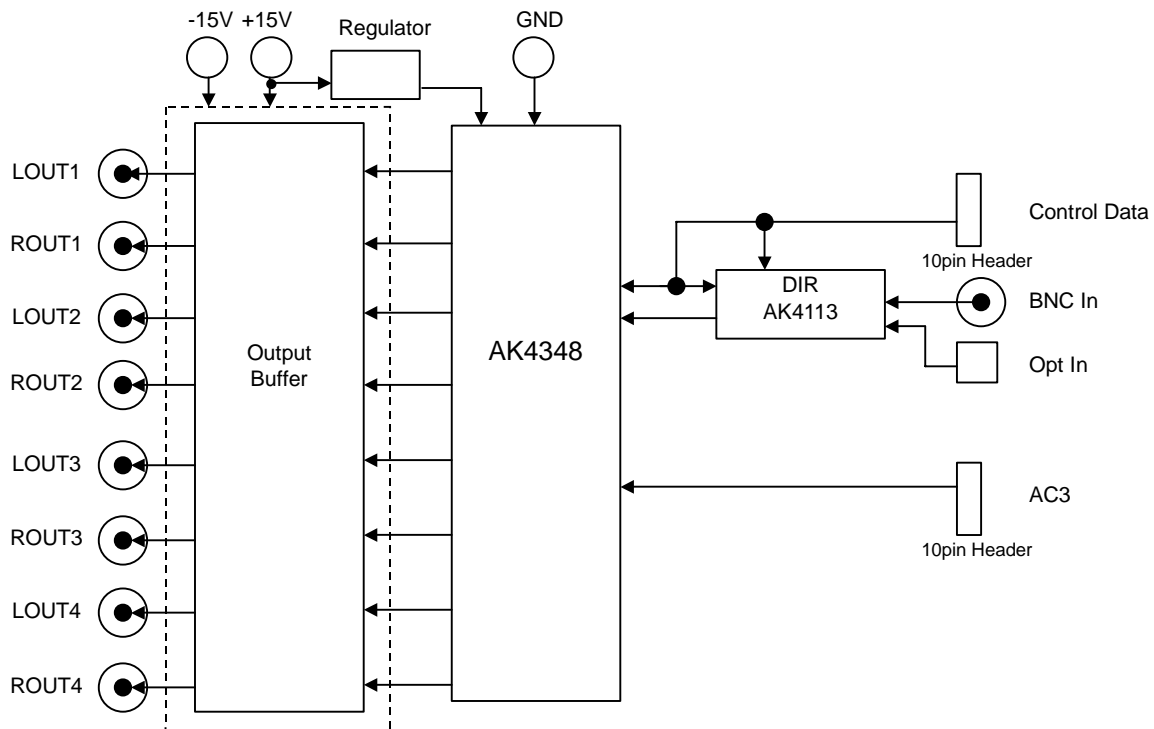 -15V +15V
Regulator
GND
LOUT1
ROUT1
LOUT2
ROUT2
LOUT3
ROUT3
LOUT4
ROUT4
Output
Buffer
AK4348
Control Data
10pin Header
DIR
AK4113
BNC In
Opt In
AC3
10pin Header